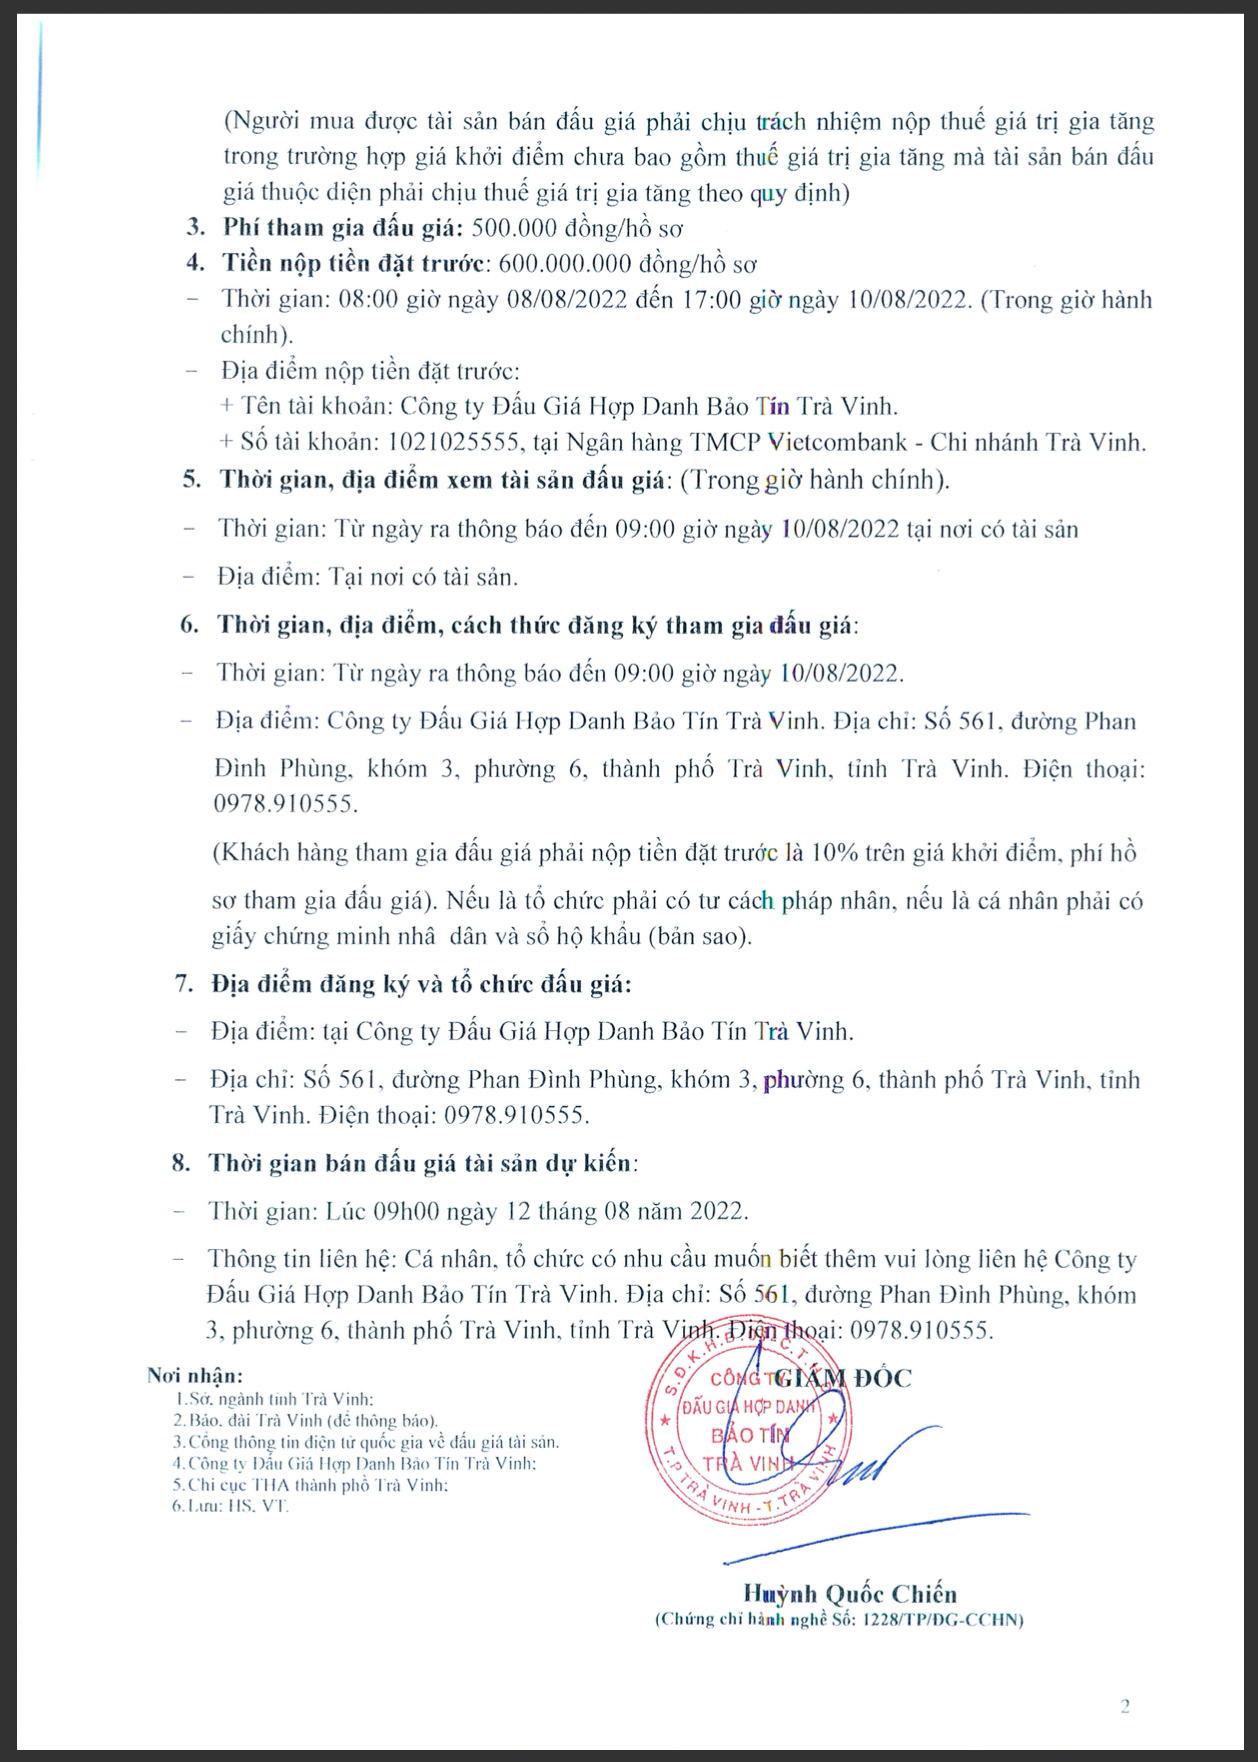 (Người mua được tài sản bán đấu giá phải chịu trách nhiệm nộp thuế giá trị gia tăng
trong trường hợp giá khởi điểm chưa bao gồm thuế giá trị gia tăng mà tài sản bán đấu
giá thuộc diện phải chịu thuế giá trị gia tăng theo quy định)
3. Phí tham gia đấu giá: 500.000 đồng/hồ sơ
4. Tiền nộp tiền đặt trước: 600.000.000 đồng/hồ sơ
– Thời gian: 08:00 giờ ngày 08/08/2022 đến 17:00 giờ ngày 10/08/2022. (Trong giờ hành
chính).
– Địa điểm nộp tiền đặt trước:
+ Tên tài khoản: Công ty Đấu Giá Hợp Danh Bảo Tín Trà Vinh.
+ Số tài khoản: 1021025555, tại Ngân hàng TMCP Vietcombank - Chi nhánh Trà Vinh.
5. Thời gian, địa điểm xem tài sản đấu giá: (Trong giờ hành chính).
– Thời gian: Từ ngày ra thông báo đến 09:00 giờ ngày 10/08/2022 tại nơi có tài sản
– Địa điểm: Tại nơi có tài sản.
6. Thời gian, địa điểm, cách thức đăng ký tham gia đấu giá:
– Thời gian: Từ ngày ra thông báo đến 09:00 giờ ngày 10/08/2022.
– Địa điểm: Công ty Đấu Giá Hợp Danh Bảo Tín Trà Vinh. Địa chỉ: Số 561, đường Phan
Đình Phùng, khóm 3, phường 6, thành phố Trà Vinh, tỉnh Trà Vinh. Điện thoại:
0978.910555.
(Khách hàng tham gia đấu giá phải nộp tiền đặt trước là 10% trên giá khởi điểm, phí hồ
sơ tham gia đấu giá). Nếu là tổ chức phải có tư cách pháp nhân, nếu là cá nhân phải có
giấy chứng minh nhâ dân và sổ hộ khẩu (bản sao).
7. Địa điểm đăng ký và tổ chức đấu giá:
– Địa điểm: tại Công ty Đấu Giá Hợp Danh Bảo Tín Trà Vinh.
– Địa chỉ: Số 561, đường Phan Đình Phùng, khóm 3, phường 6, thành phố Trà Vinh, tỉnh
Trà Vinh. Điện thoại: 0978.910555.
8. Thời gian bán đấu giá tài sản dự kiến:
– Thời gian: Lúc 09h00 ngày 12 tháng 08 năm 2022.
– Thông tin liên hệ: Cá nhân, tổ chức có nhu cầu muốn biết thêm vui lòng liên hệ Công ty
Đấu Giá Hợp Danh Bảo Tín Trà Vinh. Địa chỉ: Số 561, đường Phan Đình Phùng, khóm
3, phường 6, thành phố Trà Vinh, tỉnh Trà Vinh. Điện thoại: 0978.910555.
Nơi nhận:
1. Sở, ngành tỉnh Trà Vinh;
2. Báo, đài Trà Vinh (để thông báo).
3. Cổng thông tin điện tử quốc gia về đấu giá tài sản.
4. Công ty Đấu Giá Hợp Danh Bảo Tín Trà Vinh;
5. Chi cục THA thành phố Trà Vinh;
6. Lưu: HS, VT.
GIÁM ĐỐC
CÔNG TY
ĐẤU GIÁ HỢP DANH
BẢO TÍN
TRÀ VINH
T.P TRÀ VINH - T.TRÀ VINH
Huỳnh Quốc Chiến
(Chứng chỉ hành nghề Số: 1228/TP/ĐG-CCHN)
2